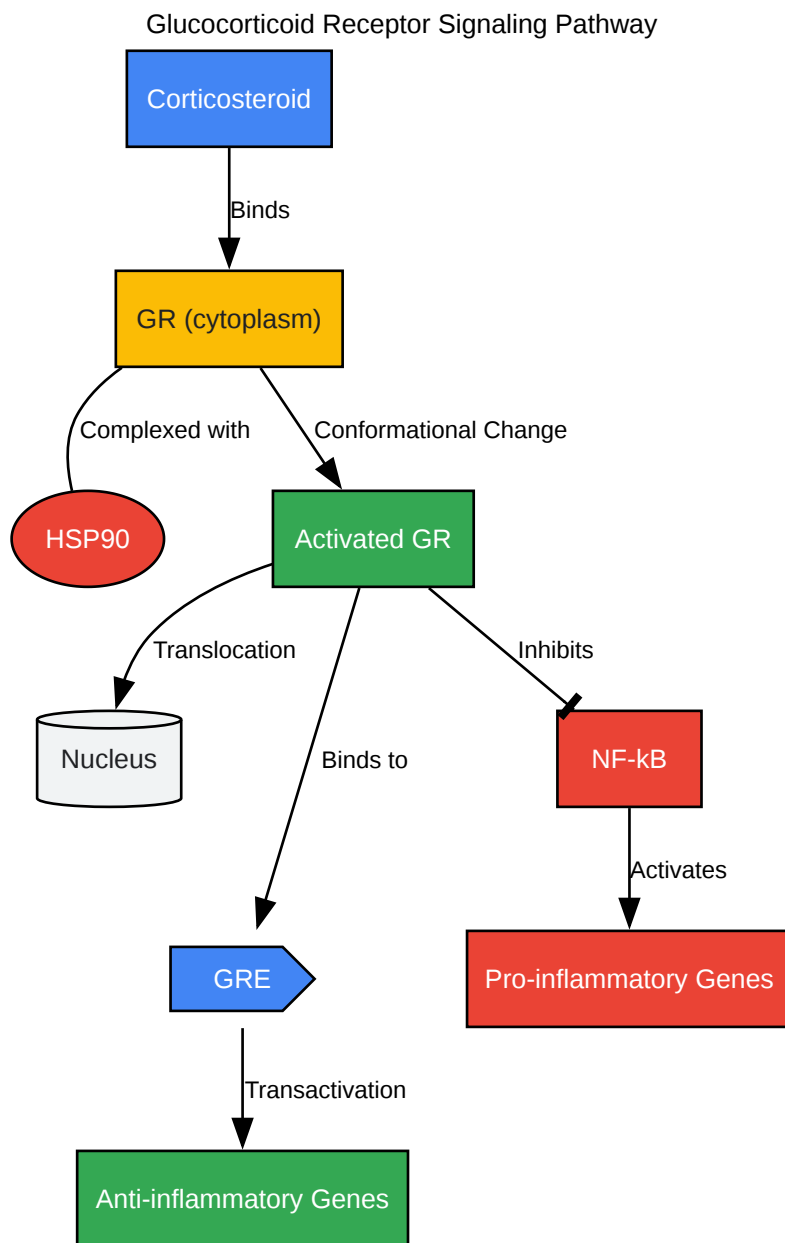 Glucocorticoid Receptor Signaling Pathway
Corticosteroid
Binds
GR (cytoplasm)
Complexed with
Conformational Change
HSP90
Activated GR
Translocation
Inhibits
Nucleus
Binds to
NF-kB
Activates
GRE
Pro-inflammatory Genes
Transactivation
Anti-inflammatory Genes